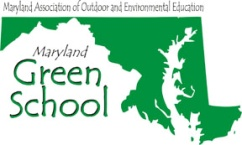 Maryland Association of Outdoor and Environmental Education
Maryland
Green
School